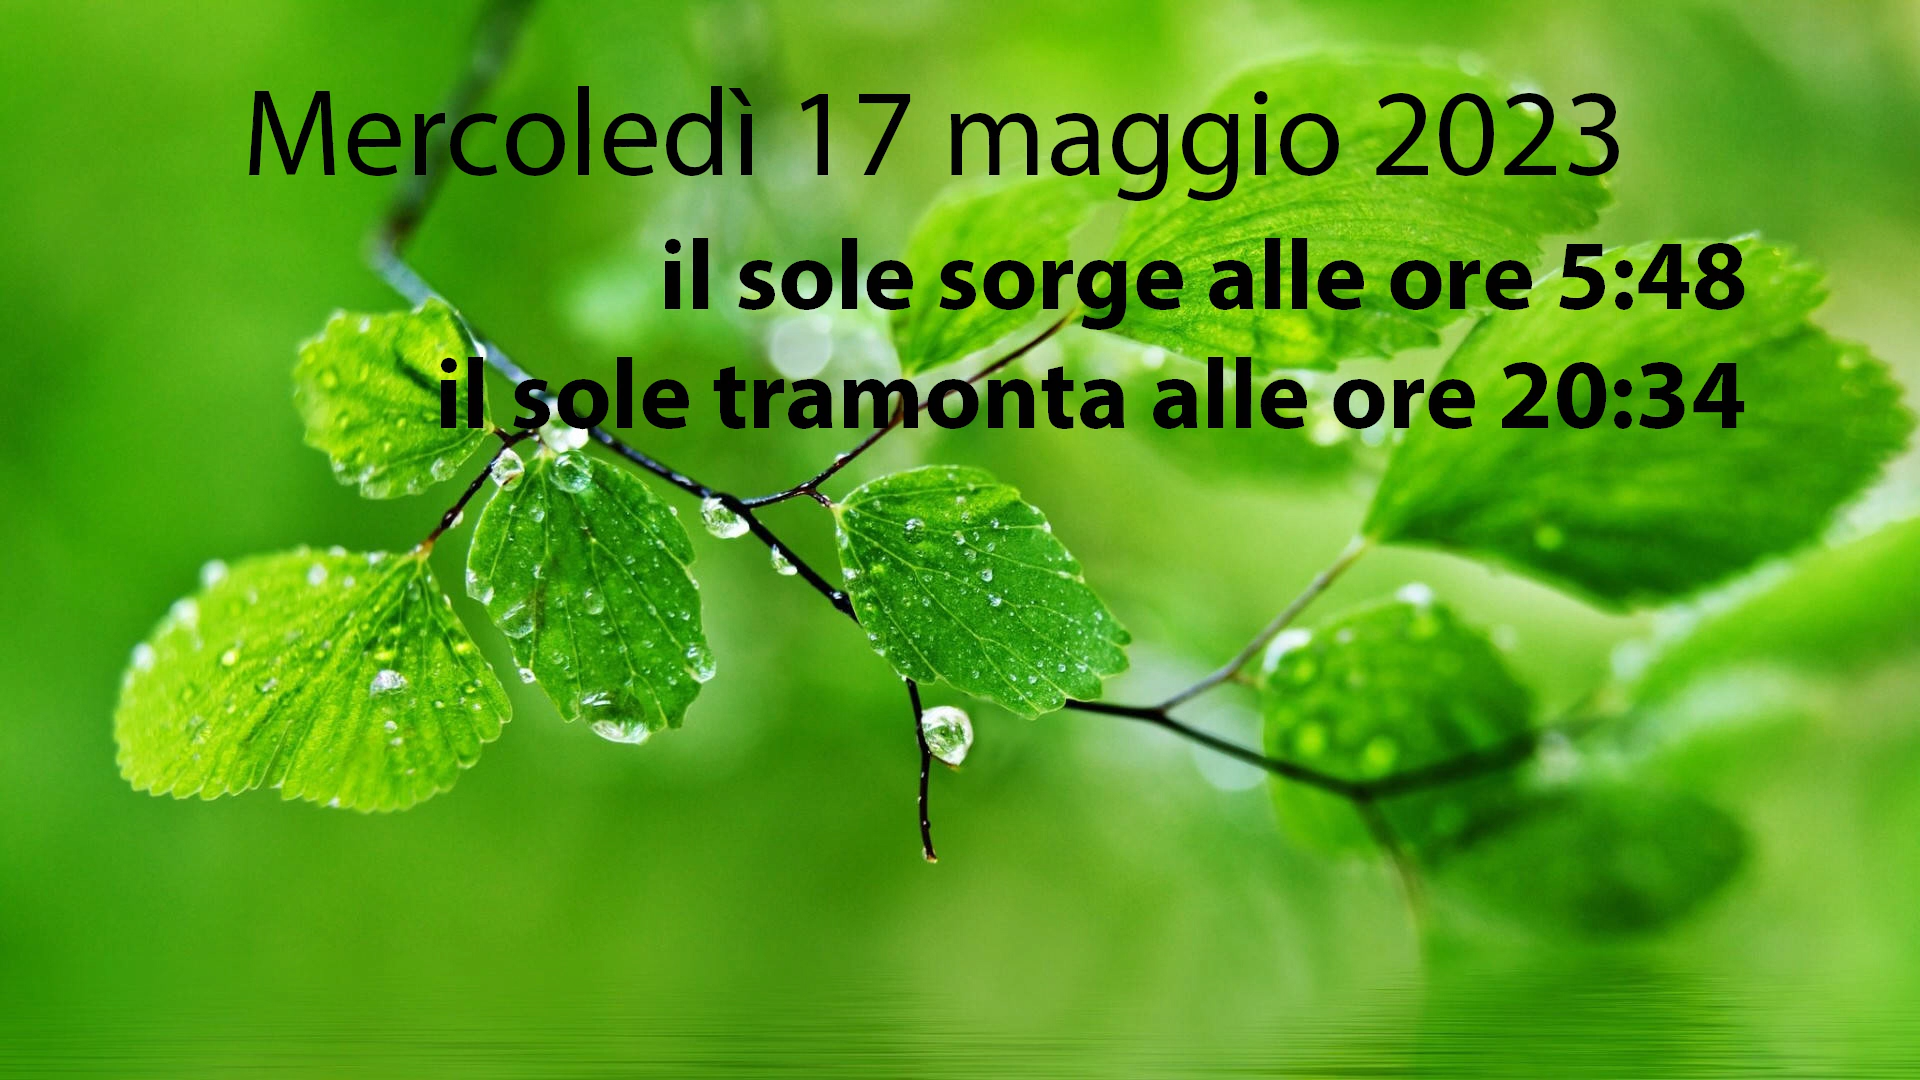 Mercoledì 17 maggio 2023
il sole sorge alle ore 5:48
il sole tramonta alle ore 20:34